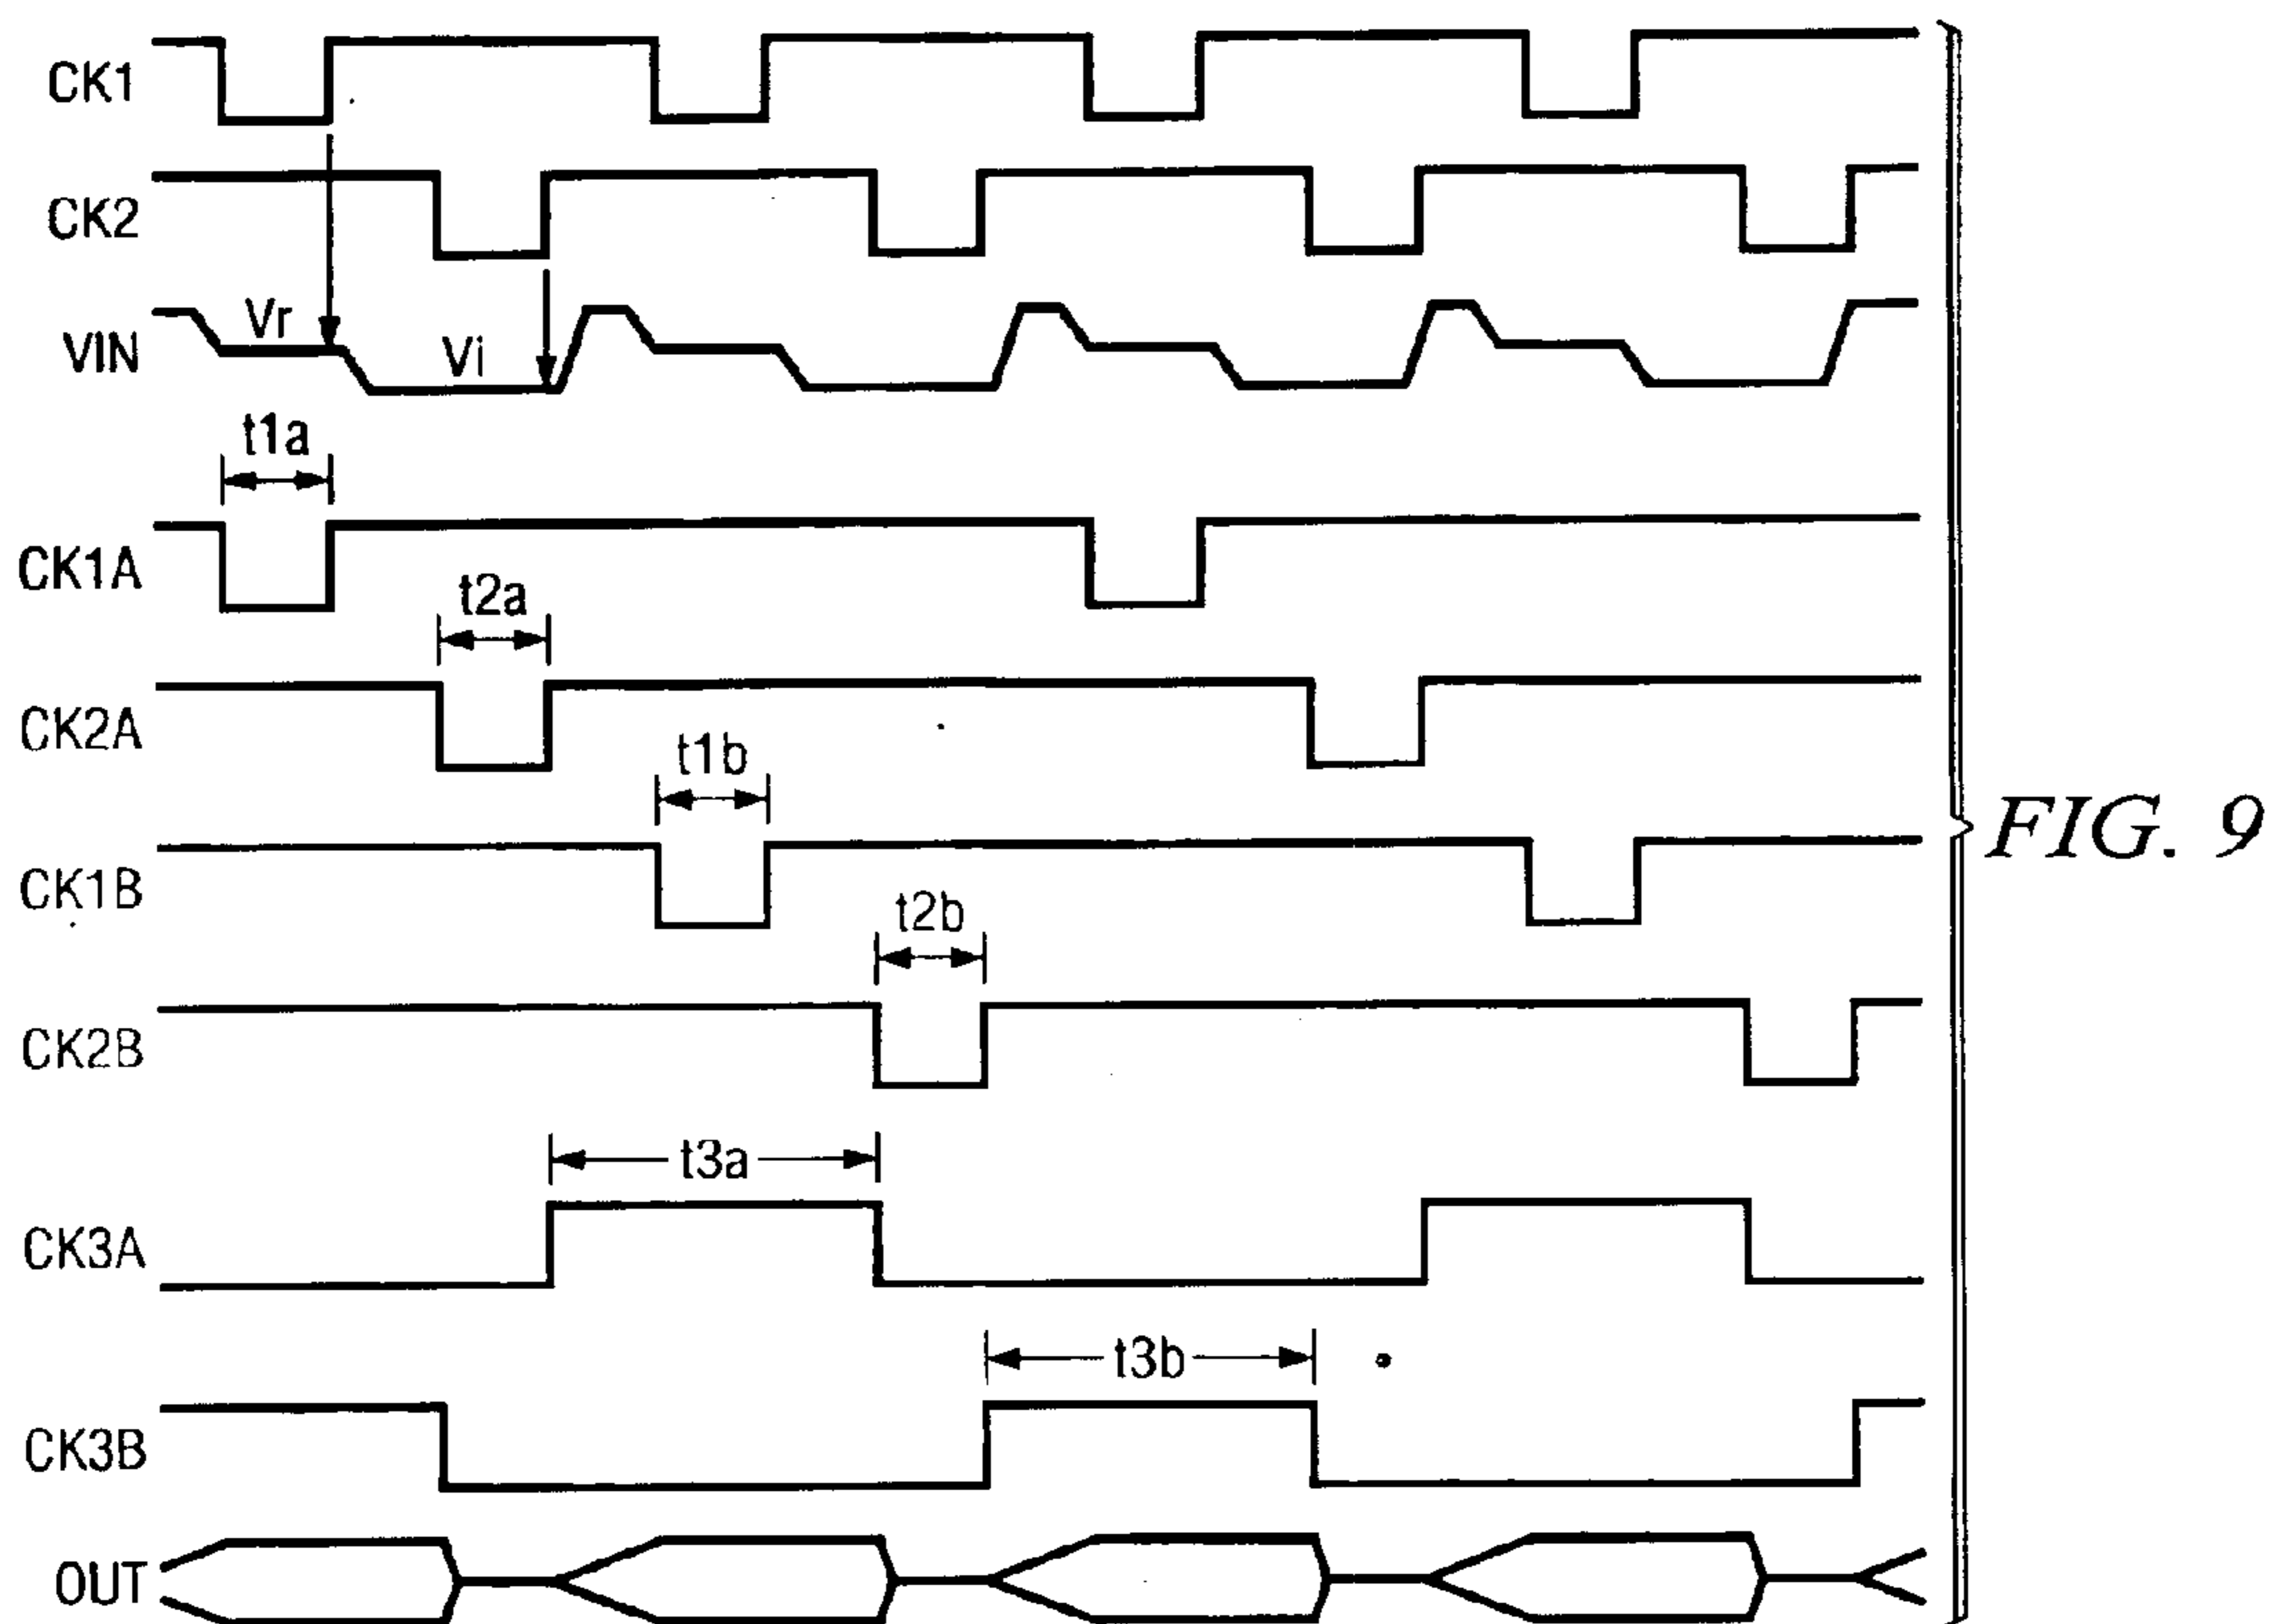 CK1
CK2
VIN
Vr
Vi
t1a
CK1A
t2a
CK2A
t1b
CK1B
t2b
CK2B
t3a
CK3A
t3b
CK3B
OUT
FIG. 9